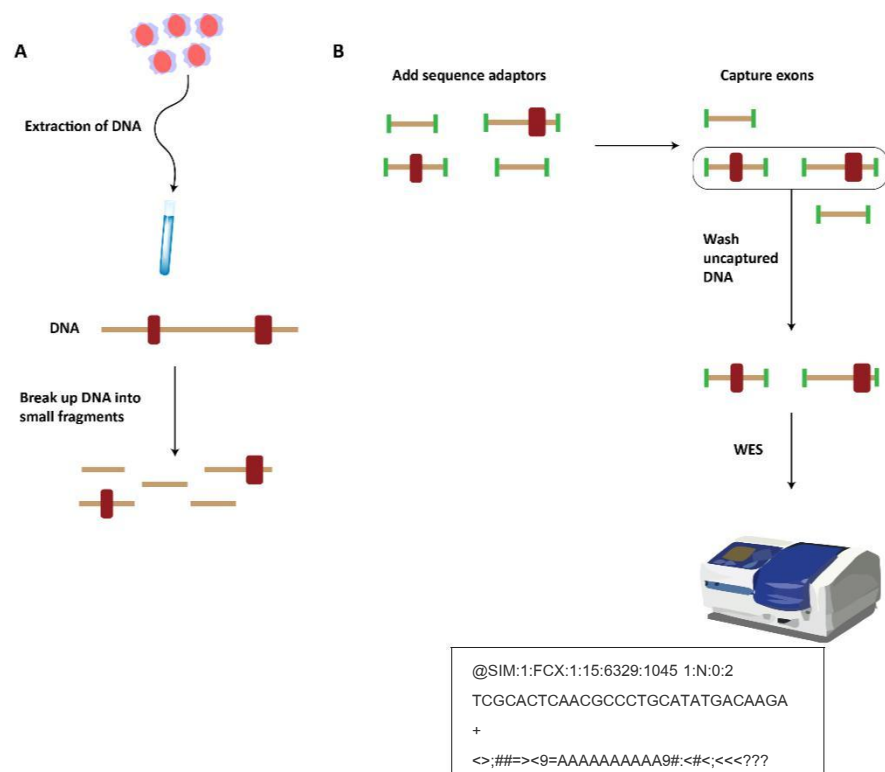 A
Extraction of DNA
DNA
Break up DNA into
small fragments
B
Add sequence adaptors
Capture exons
Wash
uncaptured
DNA
WES
@SIM:1:FCX:1:15:6329:1045 1:N:0:2
TCGCACTCAACGCCCTGCATATGACAAGA
+
<>;##=><9=AAAAAAAAAA9#:<#<;<<<???